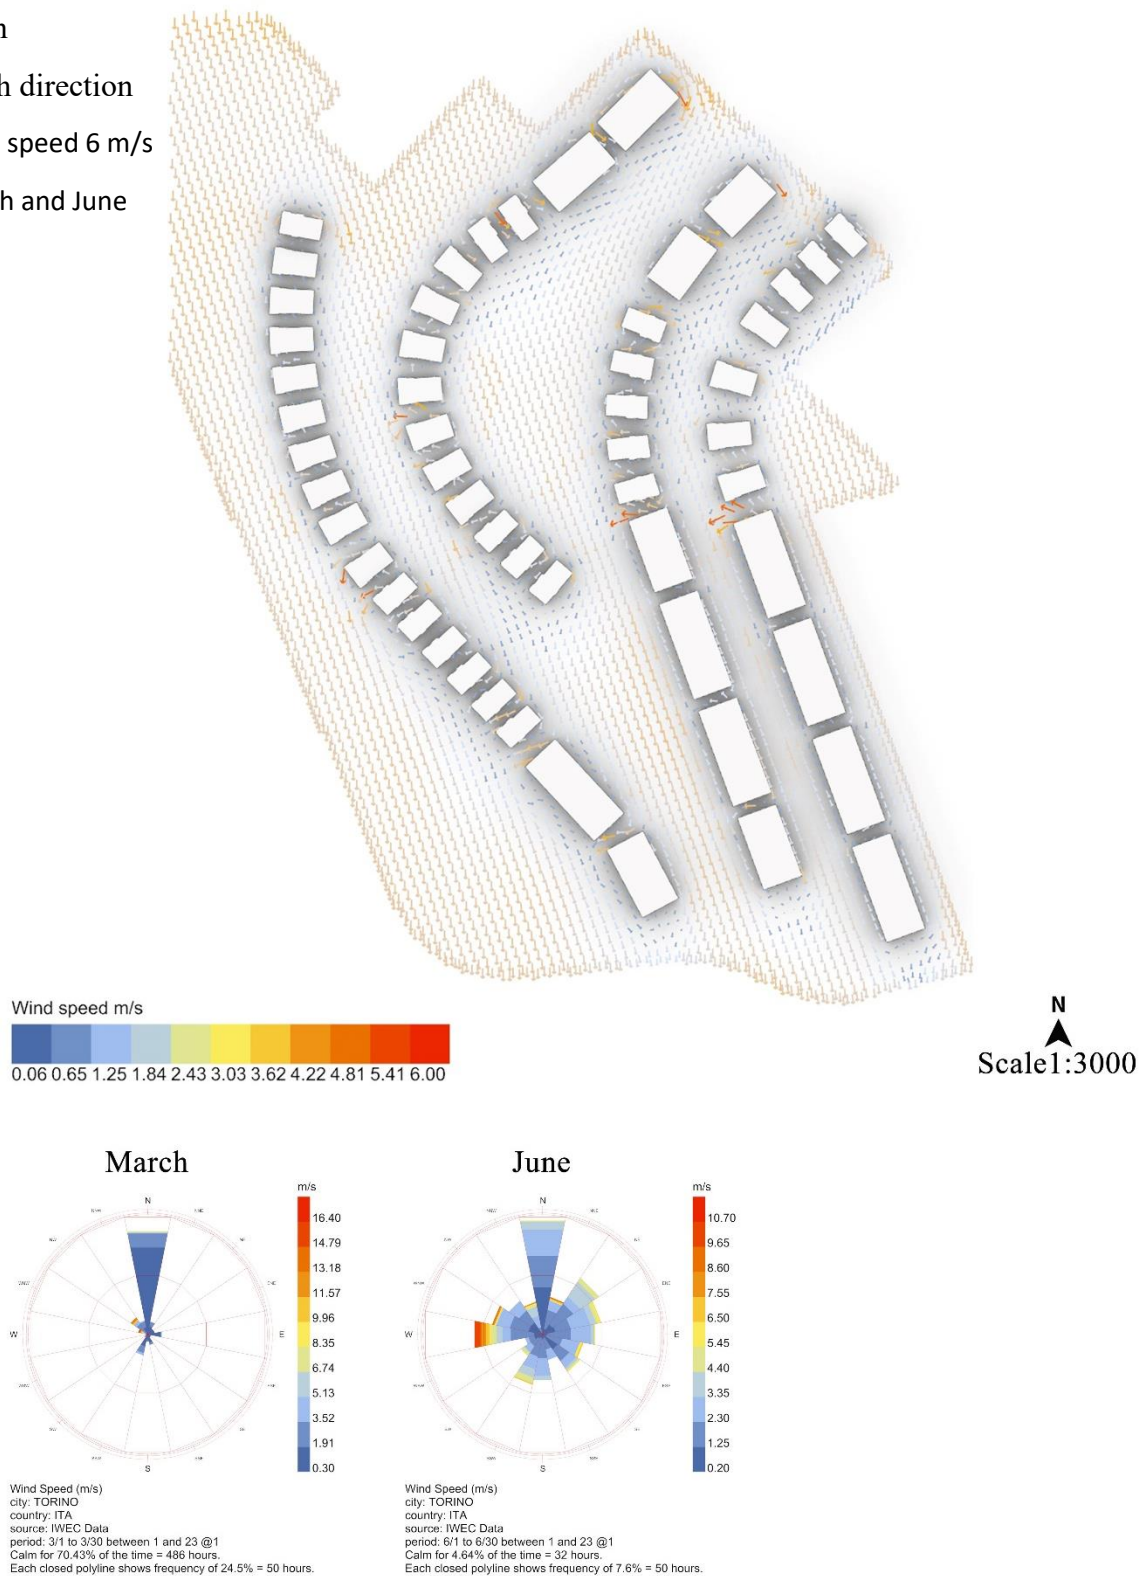 h direction
speed 6 m/s
h and June
Wind speed m/s
0.06 0.65 1.25 1.84 2.43 3.03 3.62 4.22 4.81 5.41 6.00
N
Scale1:3000
March
June
m/s
16.40
14.79
13.18
11.57
9.96
8.35
6.74
5.13
3.52
1.91
0.30
N
W
E
S
m/s
10.70
9.65
8.60
7.55
6.50
5.45
4.40
3.35
2.30
1.25
0.20
N
W
E
S
Wind Speed (m/s)
city: TORINO
country: ITA
source: IWEC Data
period: 3/1 to 3/30 between 1 and 23 @1
Calm for 70.43% of the time = 486 hours.
Each closed polyline shows frequency of 24.5% = 50 hours.
Wind Speed (m/s)
city: TORINO
country: ITA
source: IWEC Data
period: 6/1 to 6/30 between 1 and 23 @1
Calm for 4.64% of the time = 32 hours.
Each closed polyline shows frequency of 7.6% = 50 hours.